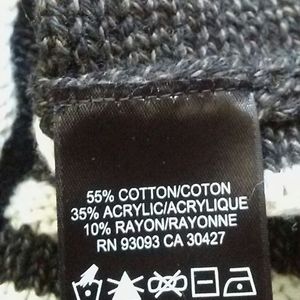 55% COTTON/COTON
35% ACRYLIC/ACRYLIQUE
10% RAYON/RAYONNE
RN 93093 CA 30427